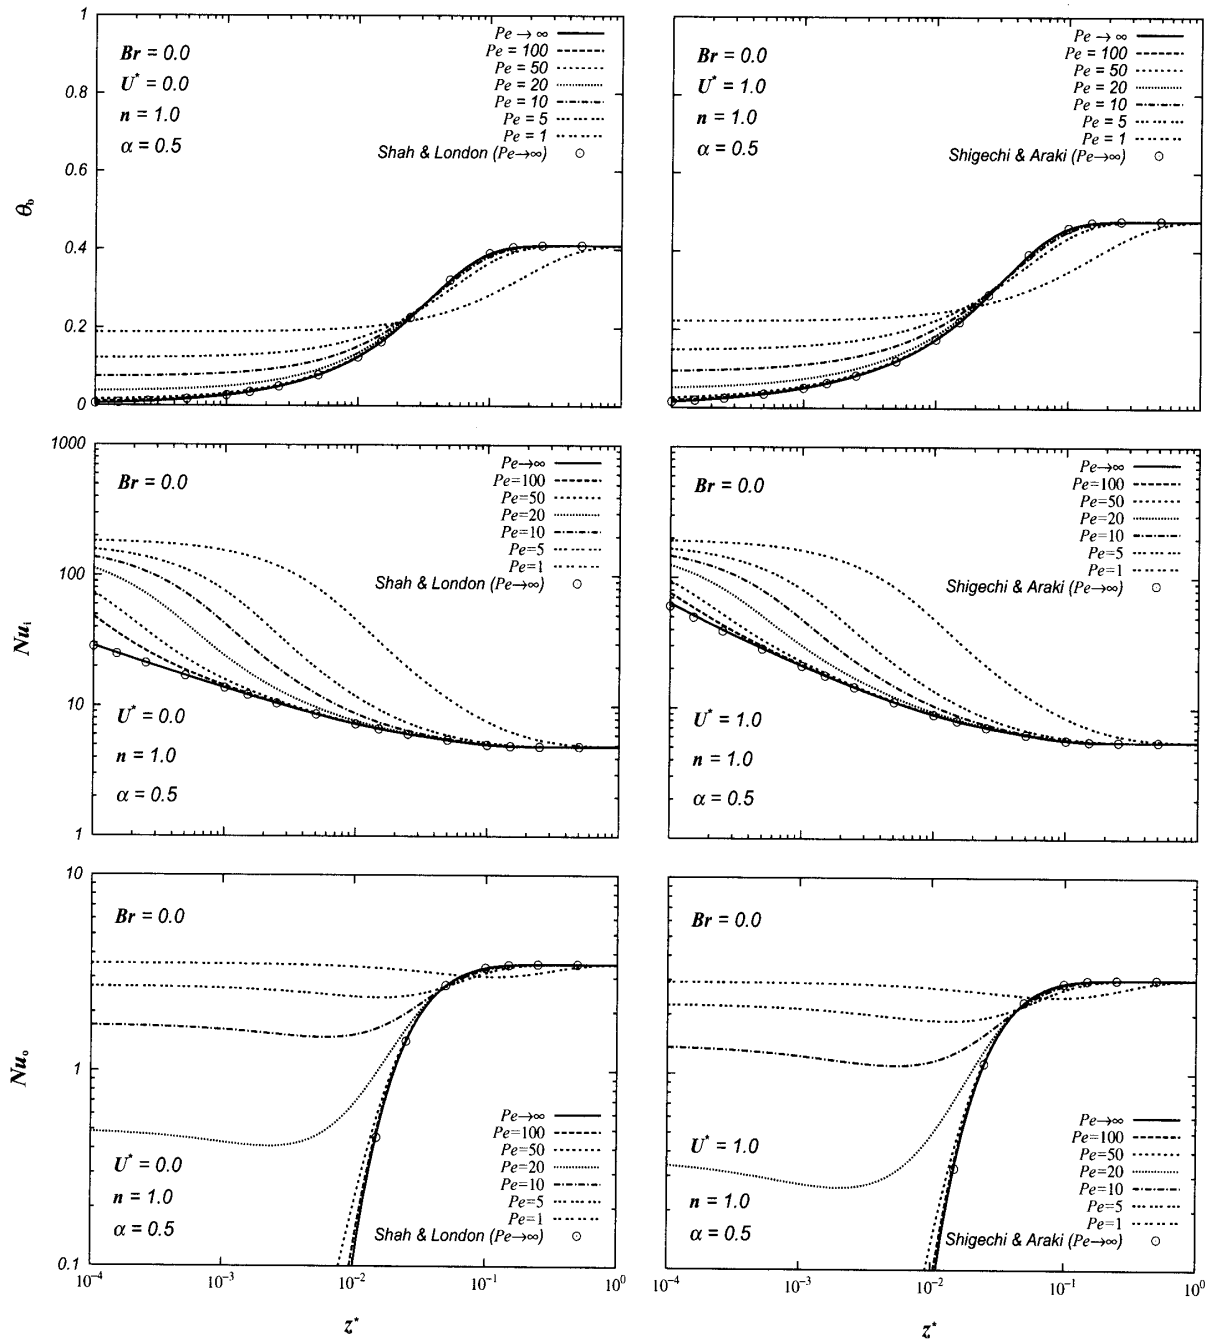 1
0.8
0.6
0.4
0.2
0
θb
Br = 0.0
U* = 0.0
n = 1.0
α = 0.5
Pe → ∞
Pe = 100
Pe = 50
Pe = 20
Pe = 10
Pe = 5
Pe = 1
Shah & London (Pe→∞)
Br = 0.0
U* = 1.0
n = 1.0
α = 0.5
Pe → ∞
Pe = 100
Pe = 50
Pe = 20
Pe = 10
Pe = 5
Pe = 1
Shigechi & Araki (Pe→∞)
1000
100
10
1
Nui
Br = 0.0
Pe→∞
Pe=100
Pe=50
Pe=20
Pe=10
Pe=5
Pe=1
Shah & London (Pe→∞)
U* = 0.0
n = 1.0
α = 0.5
Br = 0.0
Pe→∞
Pe=100
Pe=50
Pe=20
Pe=10
Pe=5
Pe=1
Shigechi & Araki (Pe→∞)
U* = 1.0
n = 1.0
α = 0.5
10
1
0.1
Nuo
Br = 0.0
Pe→∞
Pe=100
Pe=50
Pe=20
Pe=10
Pe=5
Pe=1
Shah & London (Pe→∞)
U* = 0.0
n = 1.0
α = 0.5
10⁻⁴ 10⁻³ 10⁻² 10⁻¹ 10⁰
z*
Br = 0.0
Pe→∞
Pe=100
Pe=50
Pe=20
Pe=10
Pe=5
Pe=1
Shigechi & Araki (Pe→∞)
U* = 1.0
n = 1.0
α = 0.5
10⁻⁴ 10⁻³ 10⁻² 10⁻¹ 10⁰
z*